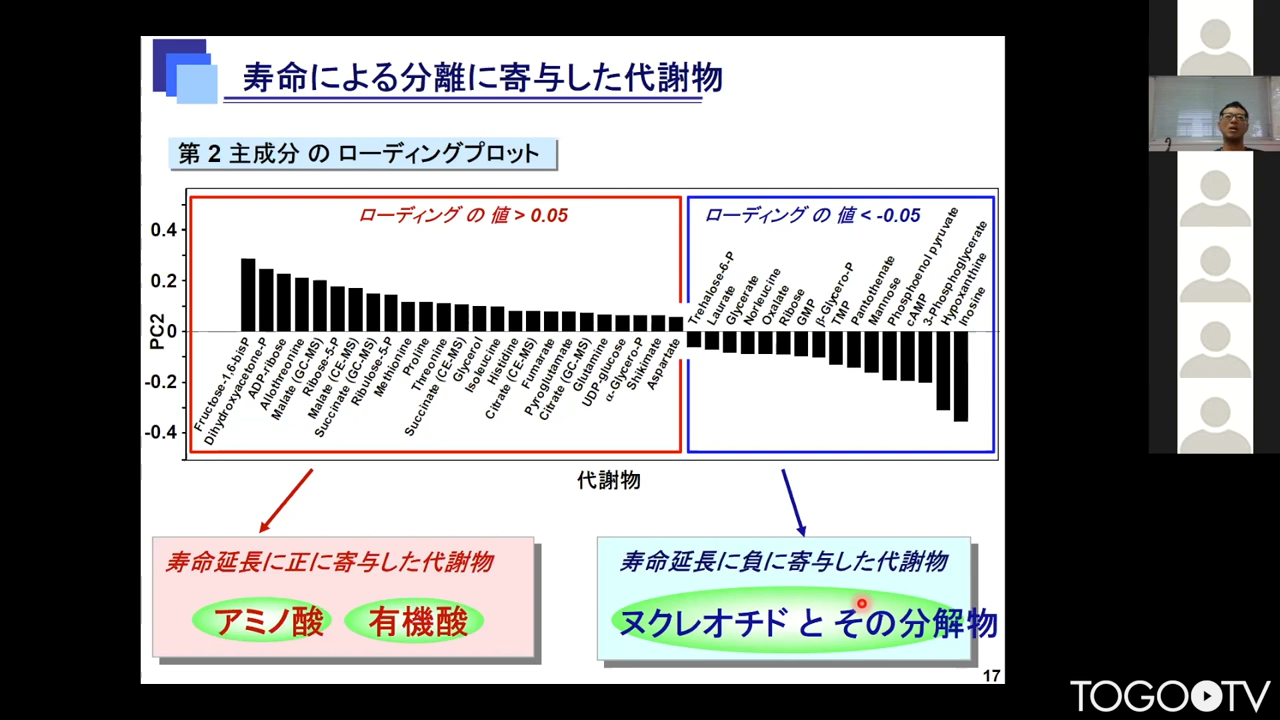 寿命による分離に寄与した代謝物
第 2 主成分 の ローディングプロット
ローディング の 値 > 0.05
ローディング の 値 < -0.05
PC2
0.4
0.2
0
-0.2
-0.4
Fructose-1,6-bisP
Dihydroxyacetone-P
ADP-ribose
Allothreonine
Malate (GC-MS)
Ribose-5-P
Malate (CE-MS)
Succinate (GC-MS)
Ribulose-5-P
Methionine
Proline
Threonine
Succinate (CE-MS)
Glycerol
Isoleucine
Histidine
Citrate (CE-MS)
Fumarate
Pyroglutamate
Citrate (GC-MS)
Glutamine
UDP-glucose
α-Glycero-P
Shikimate
Aspartate
Trehalose-6-P
Laurate
Glycerate
Norleucine
Oxalate
Ribose
GMP
β-Glycero-P
TMP
Pantothenate
Mannose
Phosphoenol pyruvate
cAMP
3-Phosphoglycerate
Hypoxanthine
Inosine
代謝物
寿命延長に正に寄与した代謝物
アミノ酸 有機酸
寿命延長に負に寄与した代謝物
ヌクレオチド と その分解物
17
TOGO TV